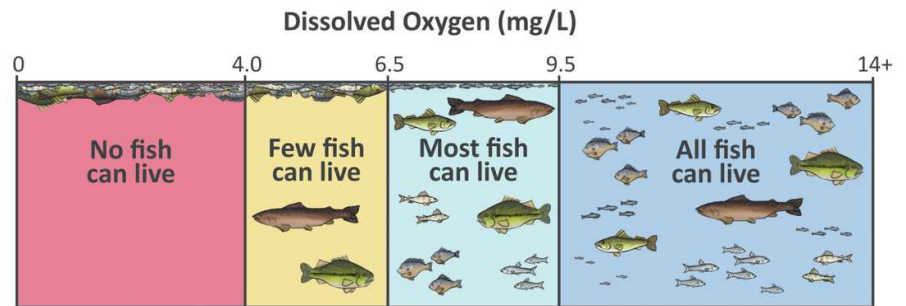 Dissolved Oxygen (mg/L)
0 4.0 6.5 9.5 14+
No fish
can live
Few fish
can live
Most fish
can live
All fish
can live